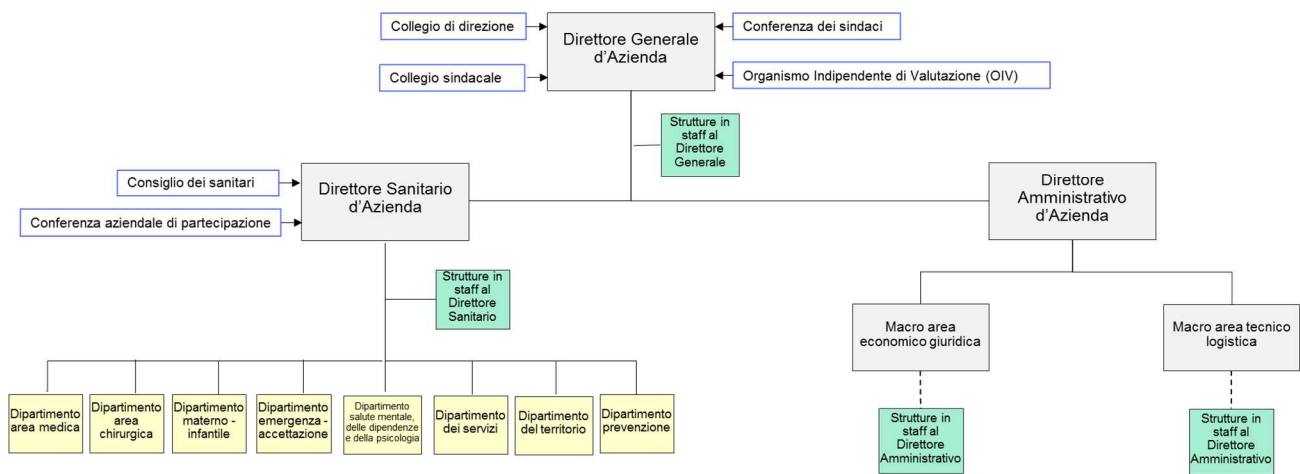 Collegio di direzione
Direttore Generale
d'Azienda
Conferenza dei sindaci
Collegio sindacale
Organismo Indipendente di Valutazione (OIV)
Strutture in
staff al
Direttore
Generale
Consiglio dei sanitari
Conferenza aziendale di partecipazione
Direttore Sanitario
d'Azienda
Direttore
Amministrativo
d'Azienda
Strutture in
staff al
Direttore
Sanitario
Macro area
economico giuridica
Macro area tecnico
logistica
Dipartimento
area medica
Dipartimento
area
chirurgica
Dipartimento
materno -
infantile
Dipartimento
emergenza -
accettazione
Dipartimento
salute mentale,
delle dipendenze
e della psicologia
Dipartimento
dei servizi
Dipartimento
del territorio
Dipartimento
prevenzione
Strutture in
staff al
Direttore
Amministrativo
Strutture in
staff al
Direttore
Amministrativo